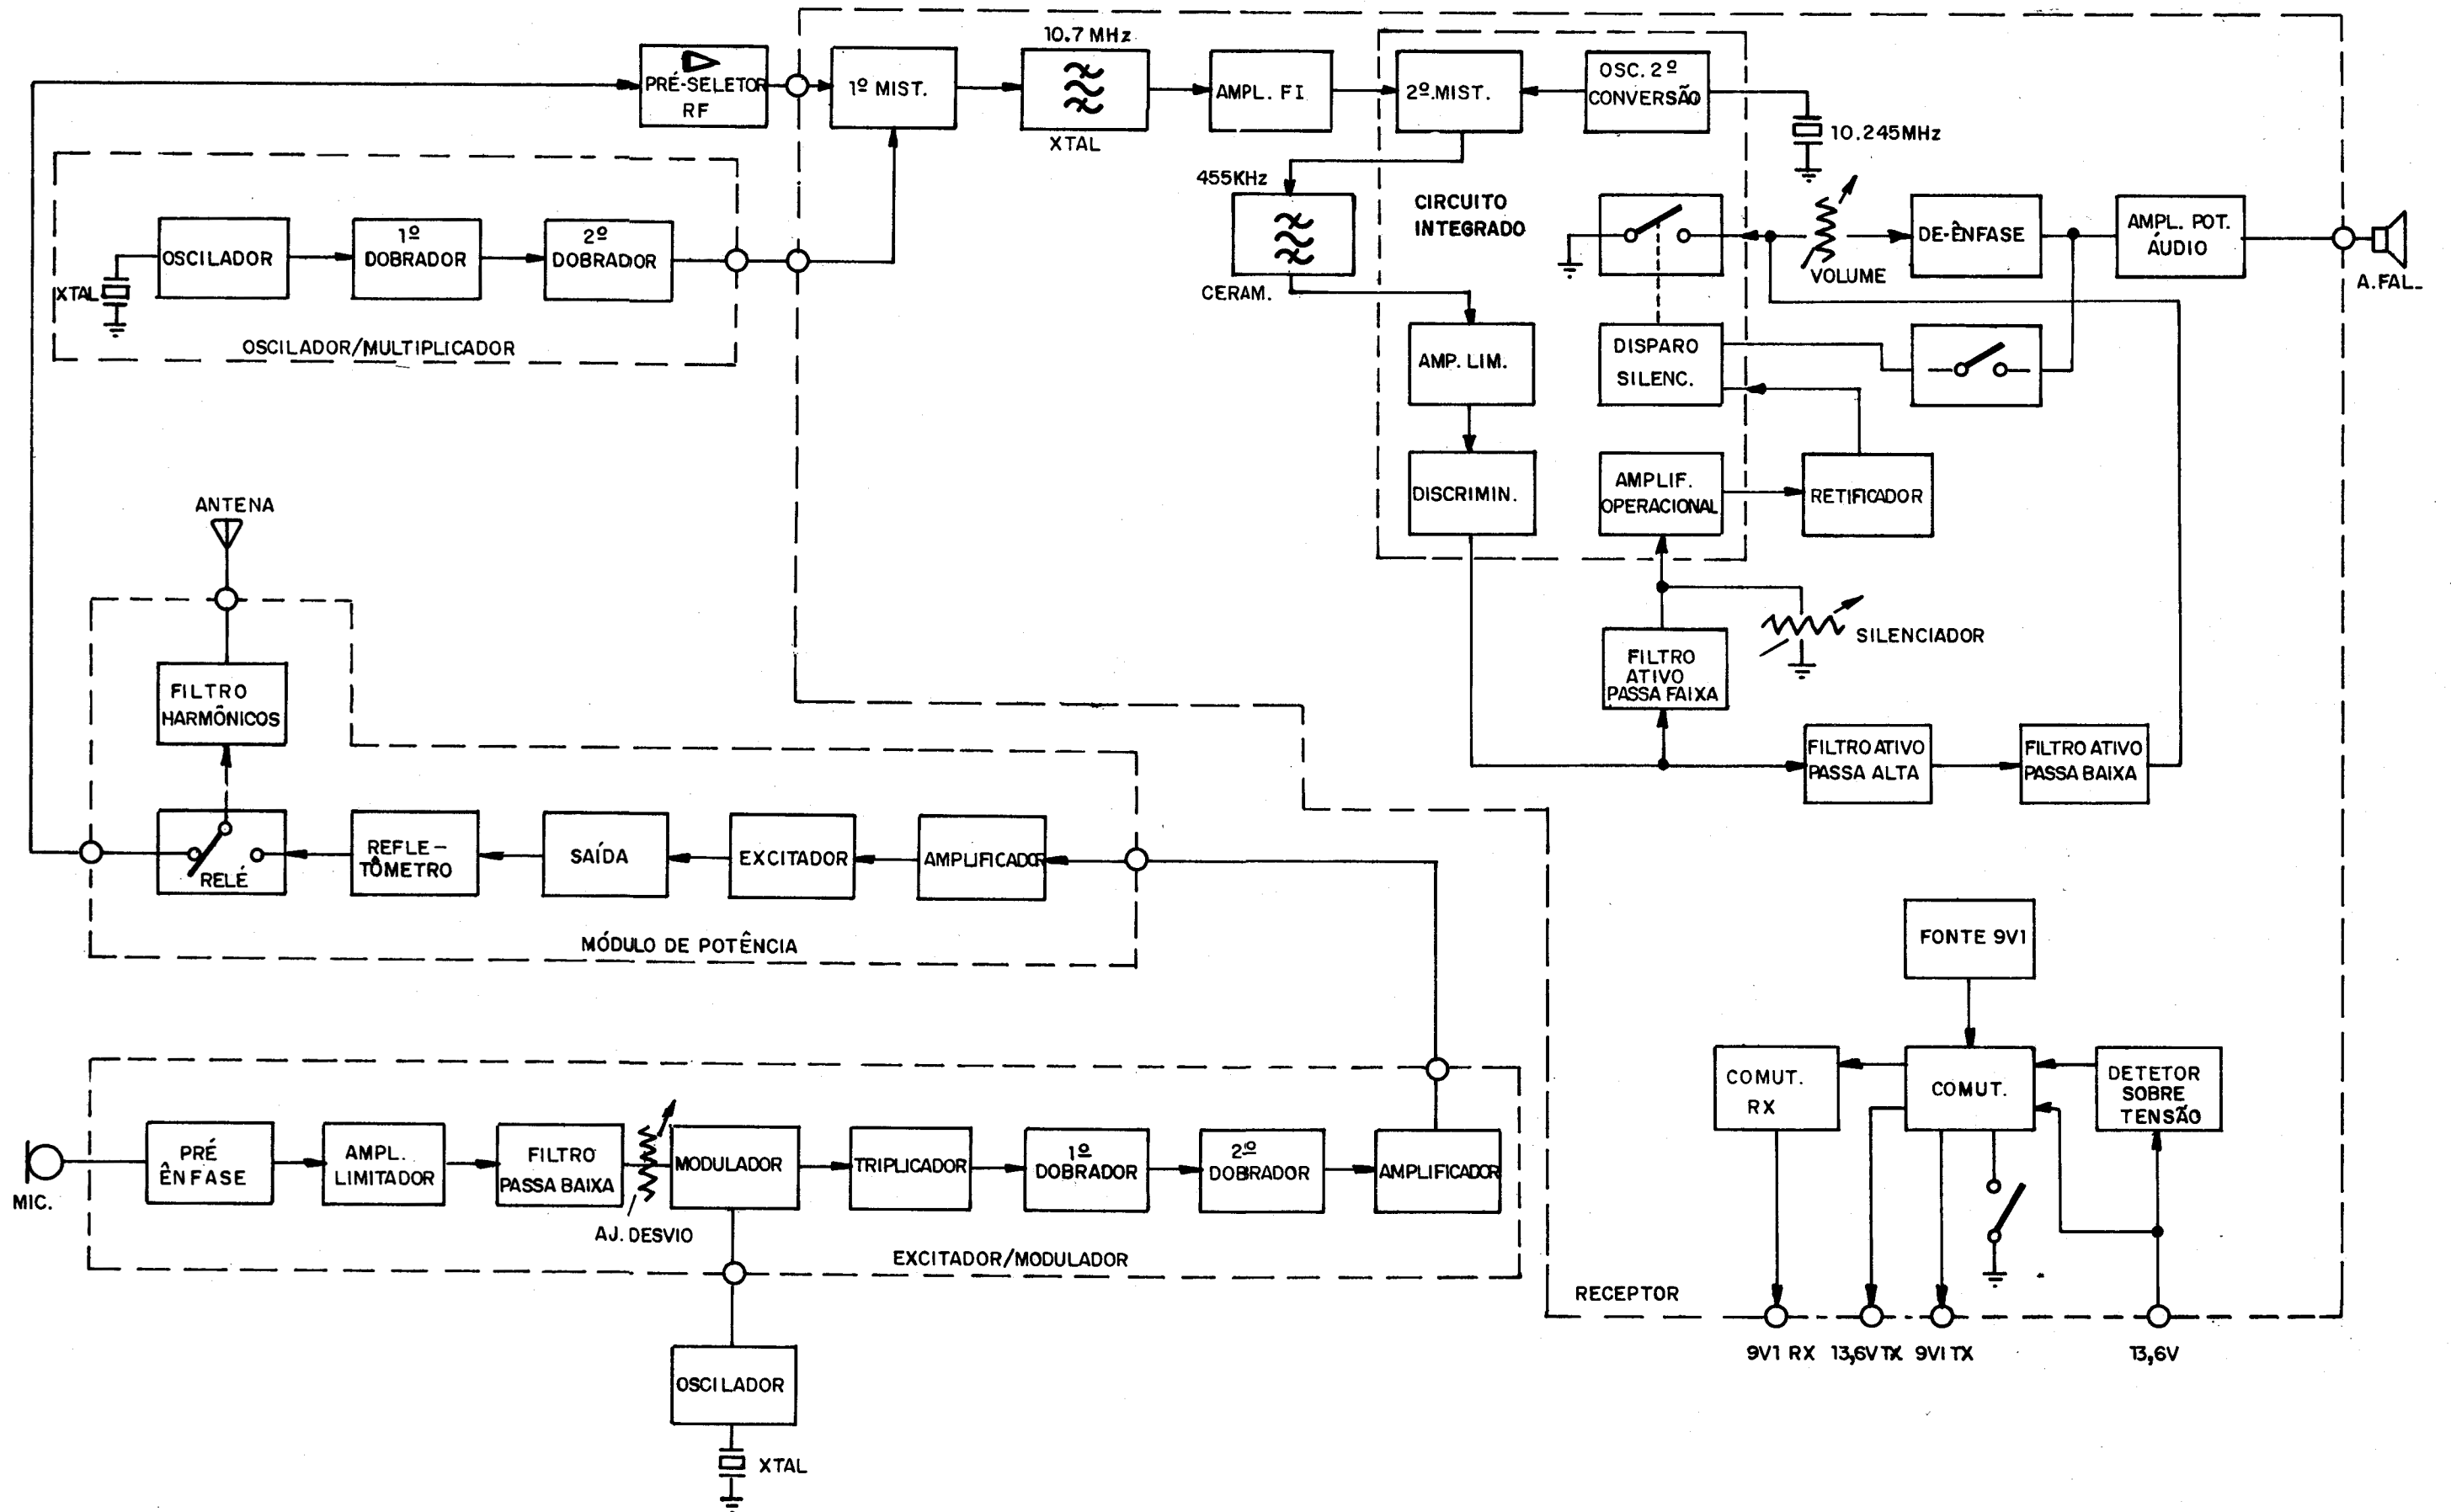 10.7 MHz
PRÉ-SELETOR
RF
1º MIST.
XTAL
AMPL. FI
2º.MIST.
OSC. 2º
CONVERSÃO
10.245MHz
455KHz
CERAM.
CIRCUITO
INTEGRADO
VOLUME
DE-ÊNFASE
AMPL. POT.
ÁUDIO
A.FAL.
XTAL
OSCILADOR
1º
DOBRADOR
2º
DOBRADOR
OSCILADOR/MULTIPLICADOR
AMP. LIM.
DISPARO
SILENC.
DISCRIMIN.
AMPLIF.
OPERACIONAL
RETIFICADOR
SILENCIADOR
FILTRO
ATIVO
PASSA FAIXA
FILTRO ATIVO
PASSA ALTA
FILTRO ATIVO
PASSA BAIXA
ANTENA
FILTRO
HARMÔNICOS
RELÉ
REFLE-
TÔMETRO
SAÍDA
EXCITADOR
AMPLIFICADOR
MÓDULO DE POTÊNCIA
FONTE 9V1
COMUT.
RX
COMUT.
DETETOR
SOBRE
TENSÃO
MIC.
PRÉ
ÊNFASE
AMPL.
LIMITADOR
FILTRO
PASSA BAIXA
AJ. DESVIO
MODULADOR
TRIPLICADOR
1º
DOBRADOR
2º
DOBRADOR
AMPLIFICADOR
EXCITADOR/MODULADOR
RECEPTOR
9V1 RX
13,6V TX
9V1 TX
13,6V
OSCILADOR
XTAL